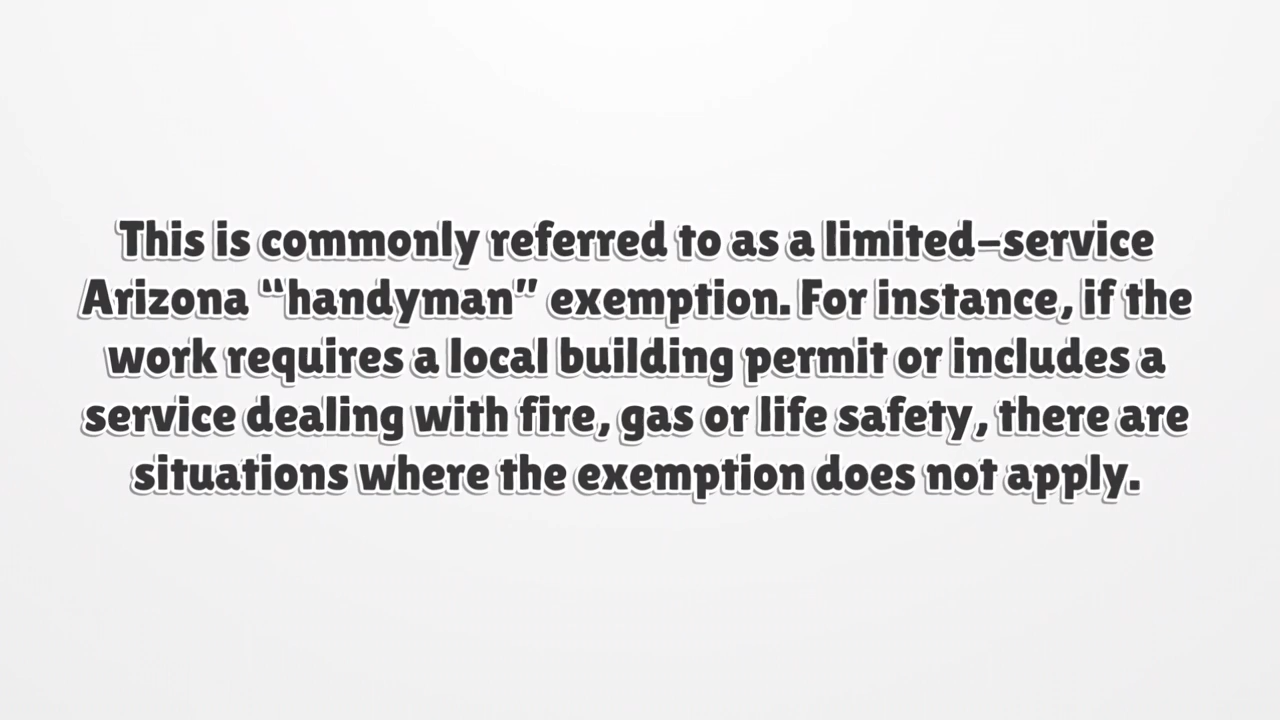 This is commonly referred to as a limited-service
Arizona “handyman” exemption. For instance, if the
work requires a local building permit or includes a
service dealing with fire, gas or life safety, there are
situations where the exemption does not apply.